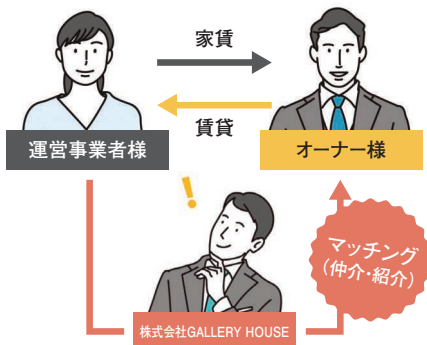 家賃
賃貸
運営事業者様
オーナー様
マッチング
(仲介・紹介)
株式会社GALLERY HOUSE